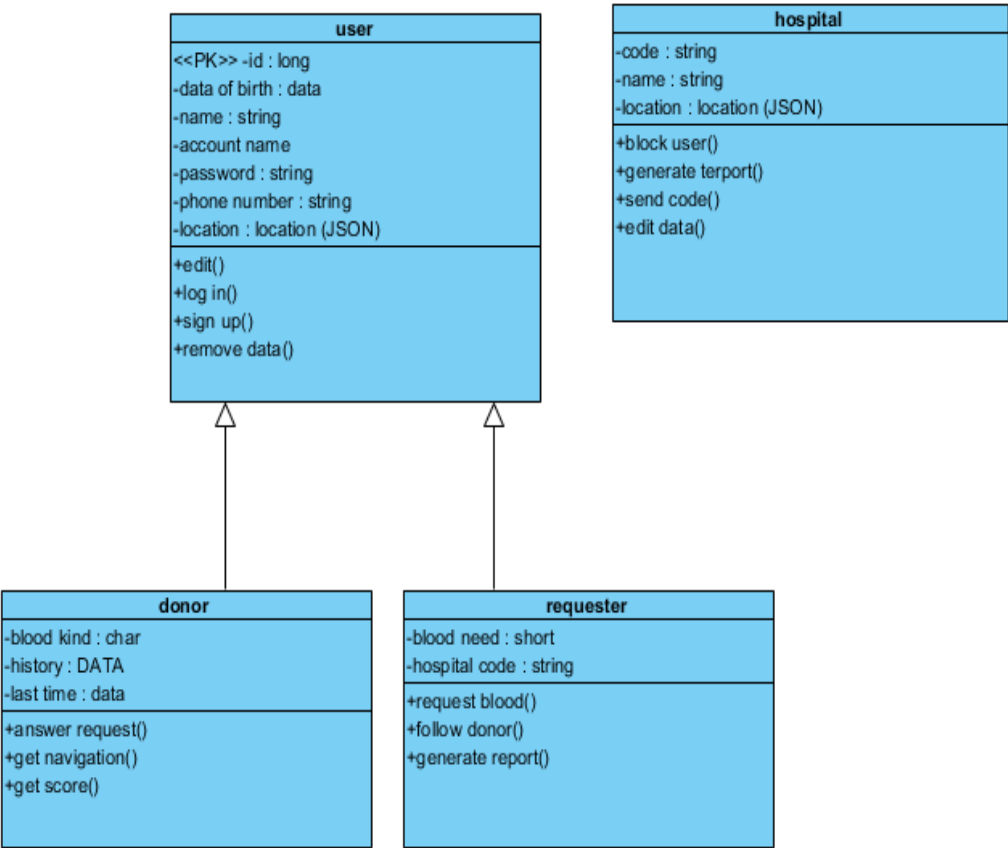 user
<<PK>> -id : long
-data of birth : data
-name : string
-account name
-password : string
-phone number : string
-location : location (JSON)
+edit()
+log in()
+sign up()
+remove data()
hospital
-code : string
-name : string
-location : location (JSON)
+block user()
+generate terport()
+send code()
+edit data()
donor
-blood kind : char
-history : DATA
-last time : data
+answer request()
+get navigation()
+get score()
requester
-blood need : short
-hospital code : string
+request blood()
+follow donor()
+generate report()